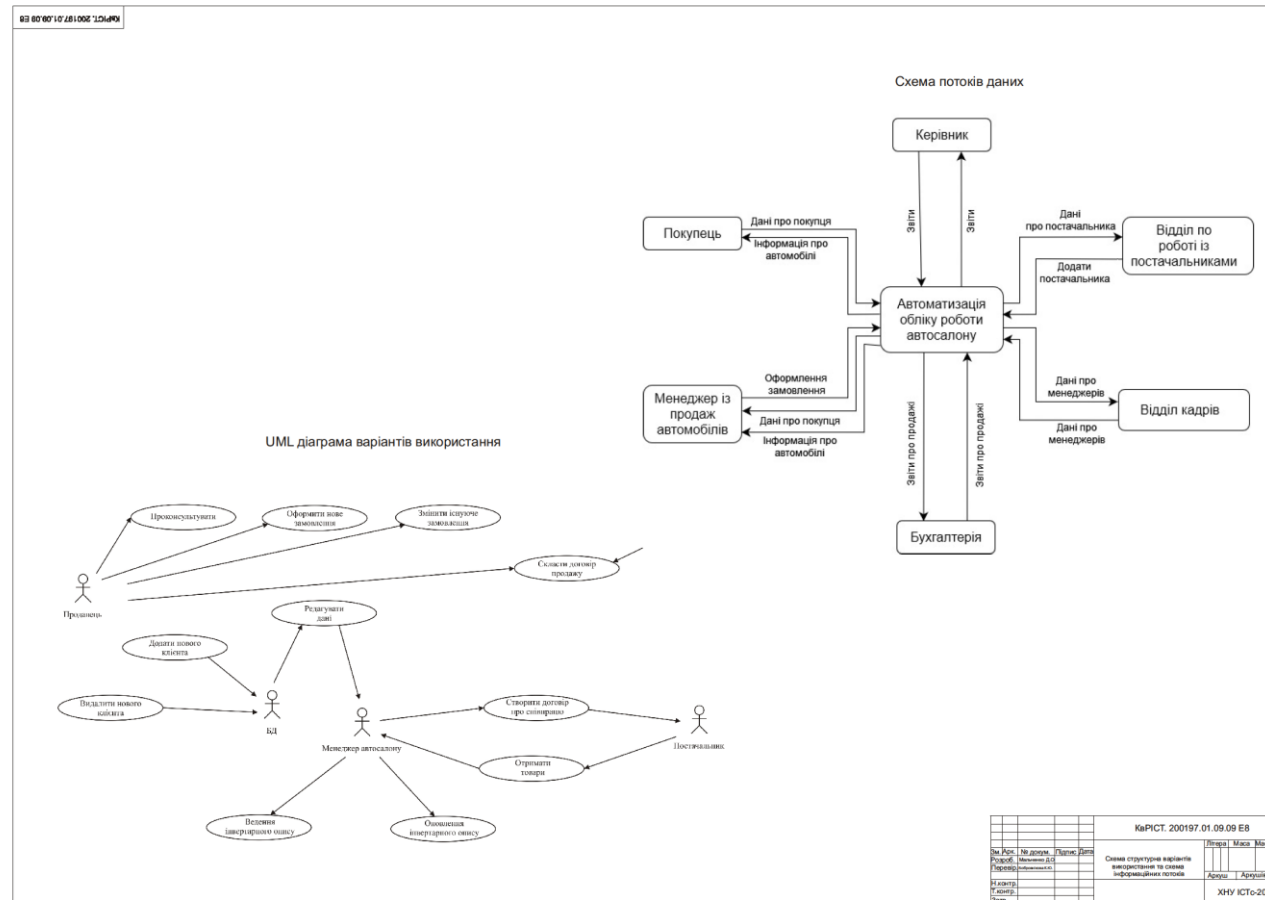 КвРІСТ. 200197.01.09.09 Е8
Схема потоків даних
Керівник
Звіти
Звіти
Покупець
Дані про покупця
Інформація про
автомобілі
Дані
про постачальника
Додати
постачальника
Відділ по
роботі із
постачальниками
Автоматизація
обліку роботи
автосалону
Менеджер із
продаж
автомобілів
Оформлення
замовлення
Дані про покупця
Інформація про
автомобілі
Дані про
менеджерів
Дані про
менеджерів
Відділ кадрів
Звіти про продажі
Звіти про продажі
Бухгалтерія
UML діаграма варіантів використання
Проконсультувати
Оформити нове
замовлення
Змінити існуюче
замовлення
Скласти договір
продажу
Продавець
Редагувати
дані
Додати нового
клієнта
Видалити нового
клієнта
БД
Менеджер автосалону
Створити договір
про співпрацю
Постачальник
Отримати
товари
Ведення
інвертарного опису
Оновлення
інвертарного опису
КвРІСТ. 200197.01.09.09 Е8
Літера Маса
Зм. Арк. № докум. Підпис Дата
Розроб.
Перевір.
Схема структурна варіантів
використання та схема
інформаційних потоків
Аркуш
Н.контр.
Т.контр.
ХНУ ІСТс-20